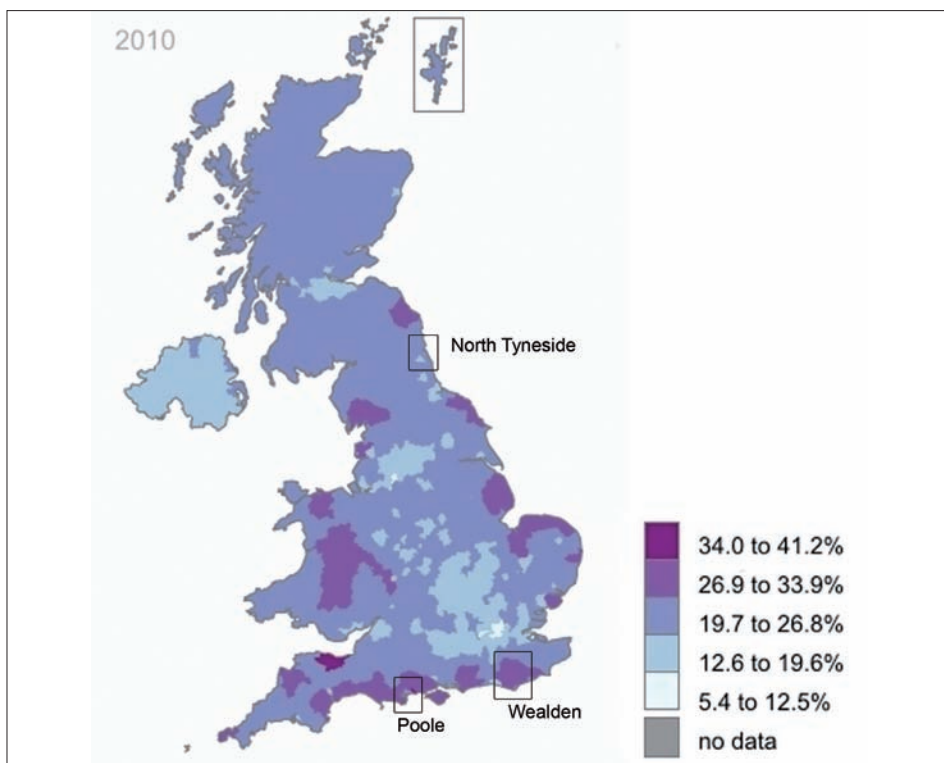 2010
North Tyneside
Poole
Wealden
34.0 to 41.2%
26.9 to 33.9%
19.7 to 26.8%
12.6 to 19.6%
5.4 to 12.5%
no data